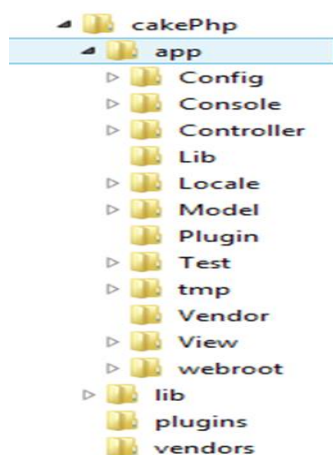 cakePhp
app
Config
Console
Controller
Lib
Locale
Model
Plugin
Test
tmp
Vendor
View
webroot
lib
plugins
vendors